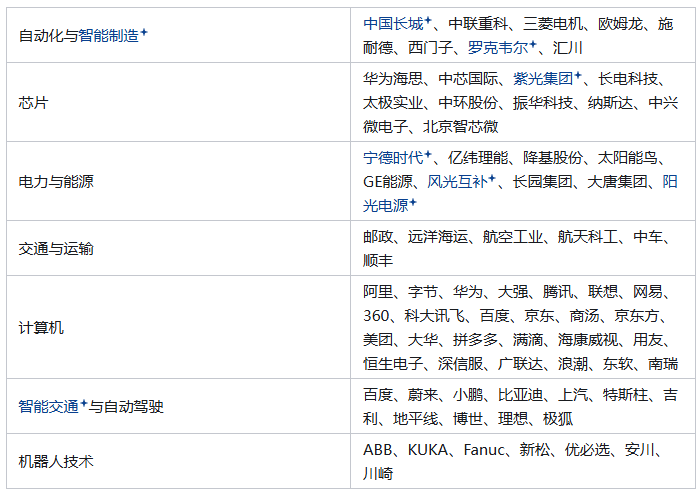 自动化与智能制造
中国长城、中联重科、三菱电机、欧姆龙、施
耐德、西门子、罗克韦尔、汇川
芯片
华为海思、中芯国际、紫光集团、长电科技、
太极实业、中环股份、振华科技、纳斯达、中兴
微电子、北京智芯微
电力与能源
宁德时代、亿纬理能、降基股份、太阳能鸟、
GE能源、风光互补、长园集团、大唐集团、阳
光电源
交通与运输
邮政、远洋海运、航空工业、航天科工、中车、
顺丰
计算机
阿里、字节、华为、大强、腾讯、联想、网易、
360、科大讯飞、百度、京东、商汤、京东方、
美团、大华、拼多多、满滴、海康威视、用友、
恒生电子、深信服、广联达、浪潮、东软、南瑞
智能交通与自动驾驶
百度、蔚来、小鹏、比亚迪、上汽、特斯柱、吉
利、地平线、博世、理想、极狐
机器人技术
ABB、KUKA、Fanuc、新松、优必选、安川、
川崎